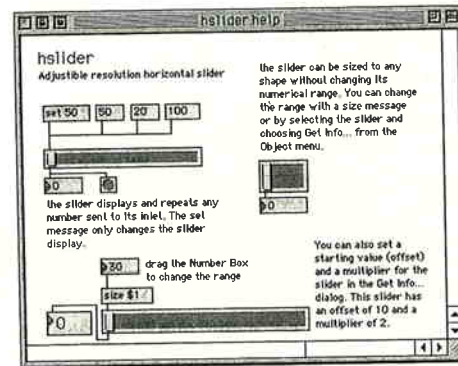 hslider help
hslider
Adjustible resolution horizontal slider
set 50 50 20 100
0
the slider displays and repeats any
number sent to its inlet. The set
message only changes the slider
display.
the slider can be sized to any
shape without changing its
numerical range. You can change
the range with a size message
or by selecting the slider and
choosing Get Info... from the
Object menu.
0
30
drag the Number Box
to change the range
size $1
0
You can also set a
starting value (offset)
and a multiplier for the
slider in the Get Info...
dialog. This slider has
an offset of 10 and a
multiplier of 2.